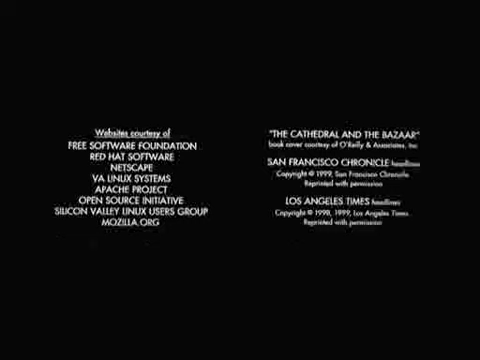 Websites courtesy of
FREE SOFTWARE FOUNDATION
RED HAT SOFTWARE
NETSCAPE
VA LINUX SYSTEMS
APACHE PROJECT
OPEN SOURCE INITIATIVE
SILICON VALLEY LINUX USERS GROUP
MOZILLA.ORG
"THE CATHEDRAL AND THE BAZAAR"
book cover courtesy of O'Reilly & Associates, Inc
SAN FRANCISCO CHRONICLE headlines
Copyright © 1999, San Francisco Chronicle
Reprinted with permission
LOS ANGELES TIMES headlines
Copyright © 1998, 1999, Los Angeles Times
Reprinted with permission